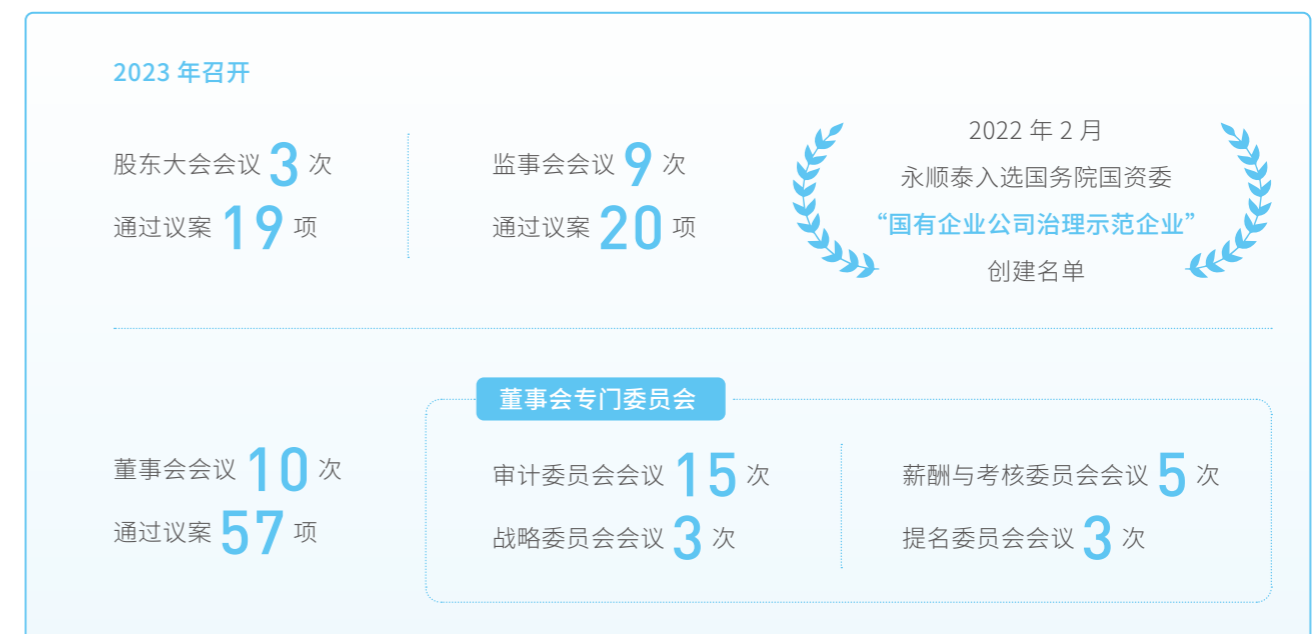 2023 年召开
股东大会会议 3 次
通过议案 19 项
监事会会议 9 次
通过议案 20 项
2022 年 2 月
永顺泰入选国务院国资委
“国有企业公司治理示范企业”
创建名单
董事会会议 10 次
通过议案 57 项
董事会专门委员会
审计委员会会议 15 次
战略委员会会议 3 次
薪酬与考核委员会会议 5 次
提名委员会会议 3 次